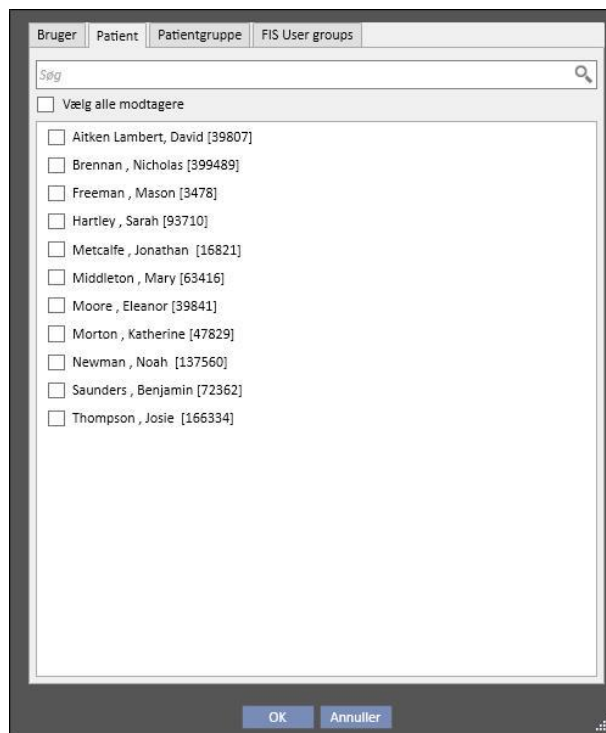 Bruger Patient Patientgruppe FIS User groups
Søg
Vælg alle modtagere
Aitken Lambert, David [39807]
Brennan , Nicholas [399489]
Freeman , Mason [3478]
Hartley , Sarah [93710]
Metcalfe , Jonathan  [16821]
Middleton , Mary [63416]
Moore , Eleanor [39841]
Morton , Katherine [47829]
Newman , Noah  [137560]
Saunders , Benjamin [72362]
Thompson , Josie  [166334]
OK Annuller